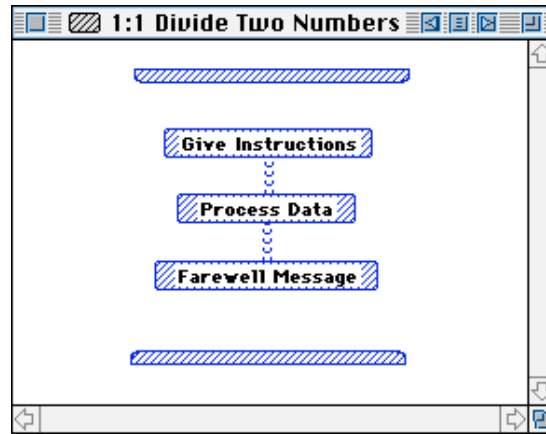 1:1 Divide Two Numbers
Give Instructions
Process Data
Farewell Message